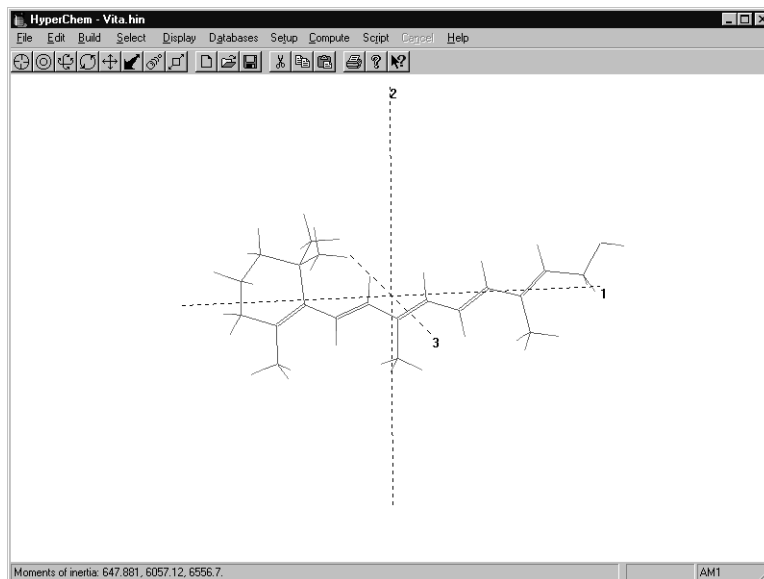 HyperChem - Vita.hin
File Edit Build Select Display Databases Setup Compute Script Cancel Help
2
1
3
Moments of inertia: 647.881, 6057.12, 6556.7. AM1